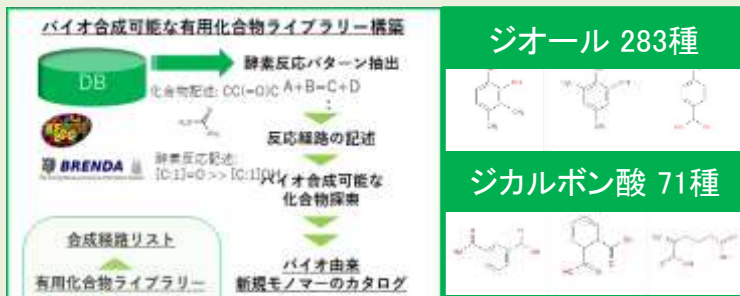 バイオ合成可能な有用化合物ライブラリー構築
DB
酵素反応パターン抽出
化合物記述: CC(=O)C A+B=C+D
反応経路の記述
BRENDA
酵素反応記述:
[C:1]=O >> [C:1]OH
バイオ合成可能な
化合物探索
合成経路リスト
有用化合物ライブラリー
バイオ由来
新規モノマーのカタログ
ジオール 283種
ジカルボン酸 71種